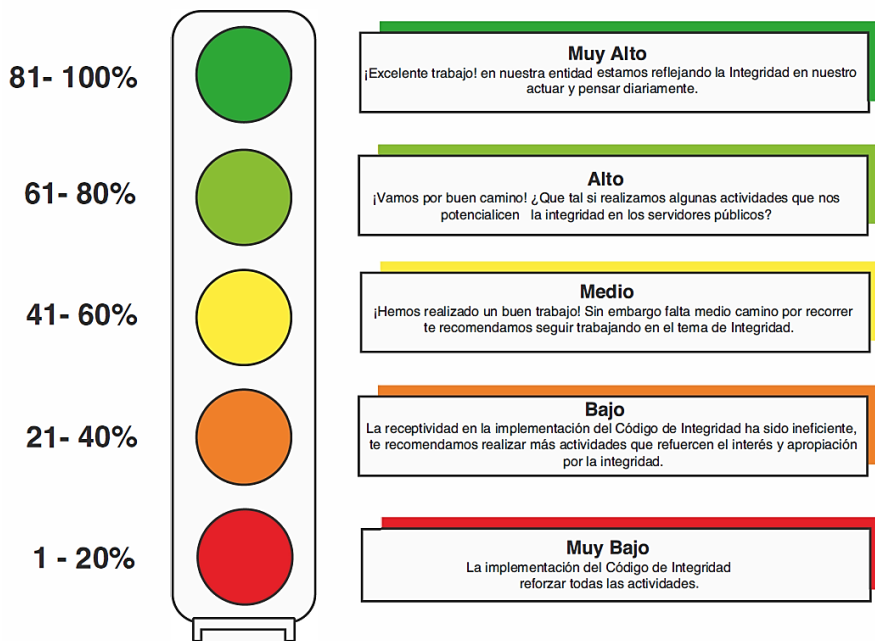 81- 100%
Muy Alto
¡Excelente trabajo! en nuestra entidad estamos reflejando la Integridad en nuestro
actuar y pensar diariamente.
61- 80%
Alto
¡Vamos por buen camino! ¿Que tal si realizamos algunas actividades que nos
potencialicen la integridad en los servidores públicos?
41- 60%
Medio
¡Hemos realizado un buen trabajo! Sin embargo falta medio camino por recorrer
te recomendamos seguir trabajando en el tema de Integridad.
21- 40%
Bajo
La receptividad en la implementación del Código de Integridad ha sido ineficiente,
te recomendamos realizar más actividades que refuercen el interés y apropiación
por la integridad.
1 - 20%
Muy Bajo
La implementación del Código de Integridad
reforzar todas las actividades.